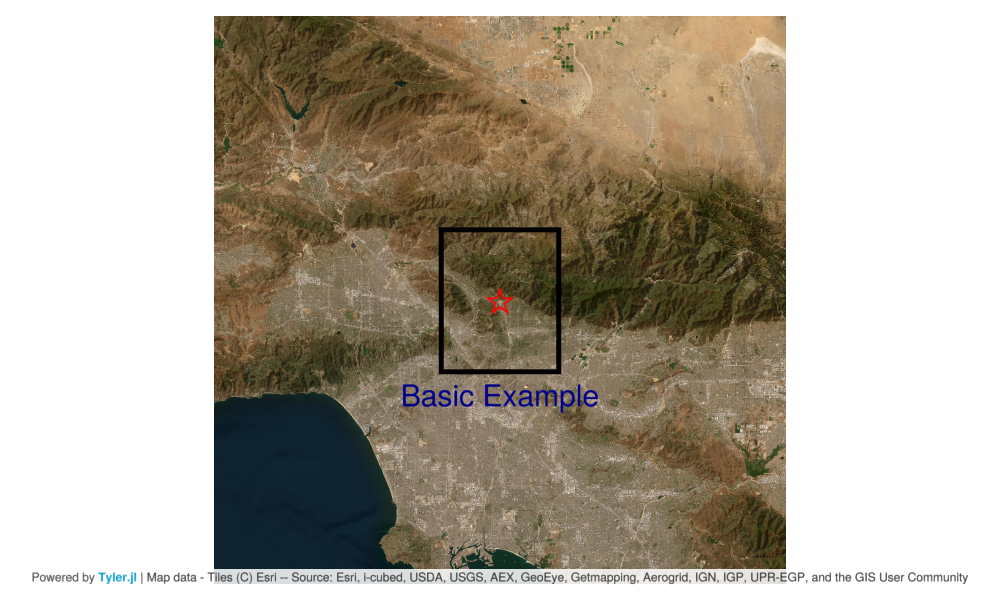 Basic Example
Powered by Tyler.jl | Map data - Tiles (C) Esri -- Source: Esri, i-cubed, USDA, USGS, AEX, GeoEye, Getmapping, Aerogrid, IGN, IGP, UPR-EGP, and the GIS User Community